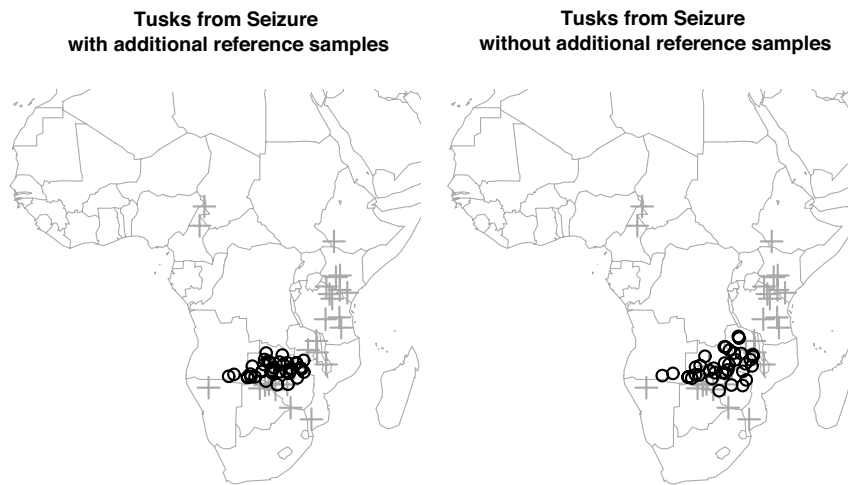 Tusks from Seizure
with additional reference samples
Tusks from Seizure
without additional reference samples